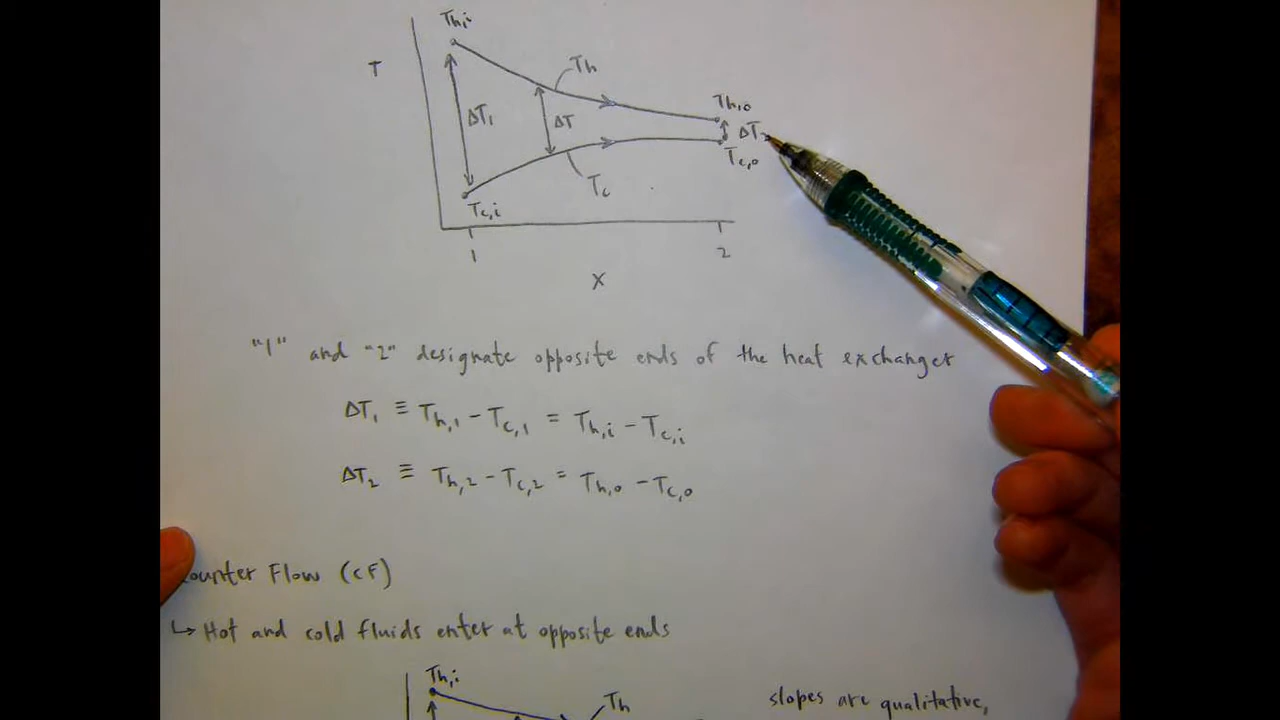 Th,i
T
Th
ΔT₁
ΔT
Th,o
ΔT₂
Tc,o
Tc
Tc,i
1
2
X
"1" and "2" designate opposite ends of the heat exchanger
ΔT₁ ≡ Th,1 - Tc,1 = Th,i - Tc,i
ΔT₂ ≡ Th,2 - Tc,2 = Th,o - Tc,o
ounter Flow (CF)
↳ Hot and cold fluids enter at opposite ends
Th,i
Th
slopes are qualitative,